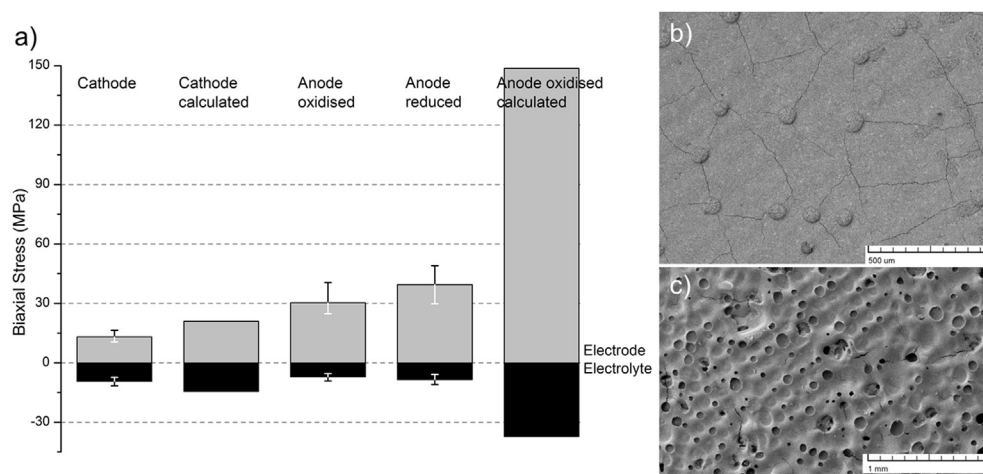 a)
Cathode
Cathode
calculated
Anode
oxidised
Anode
reduced
Anode oxidised
calculated
Biaxial Stress (MPa)
150
120
90
60
30
0
-30
Electrode
Electrolyte
b)
500 um
c)
1 mm